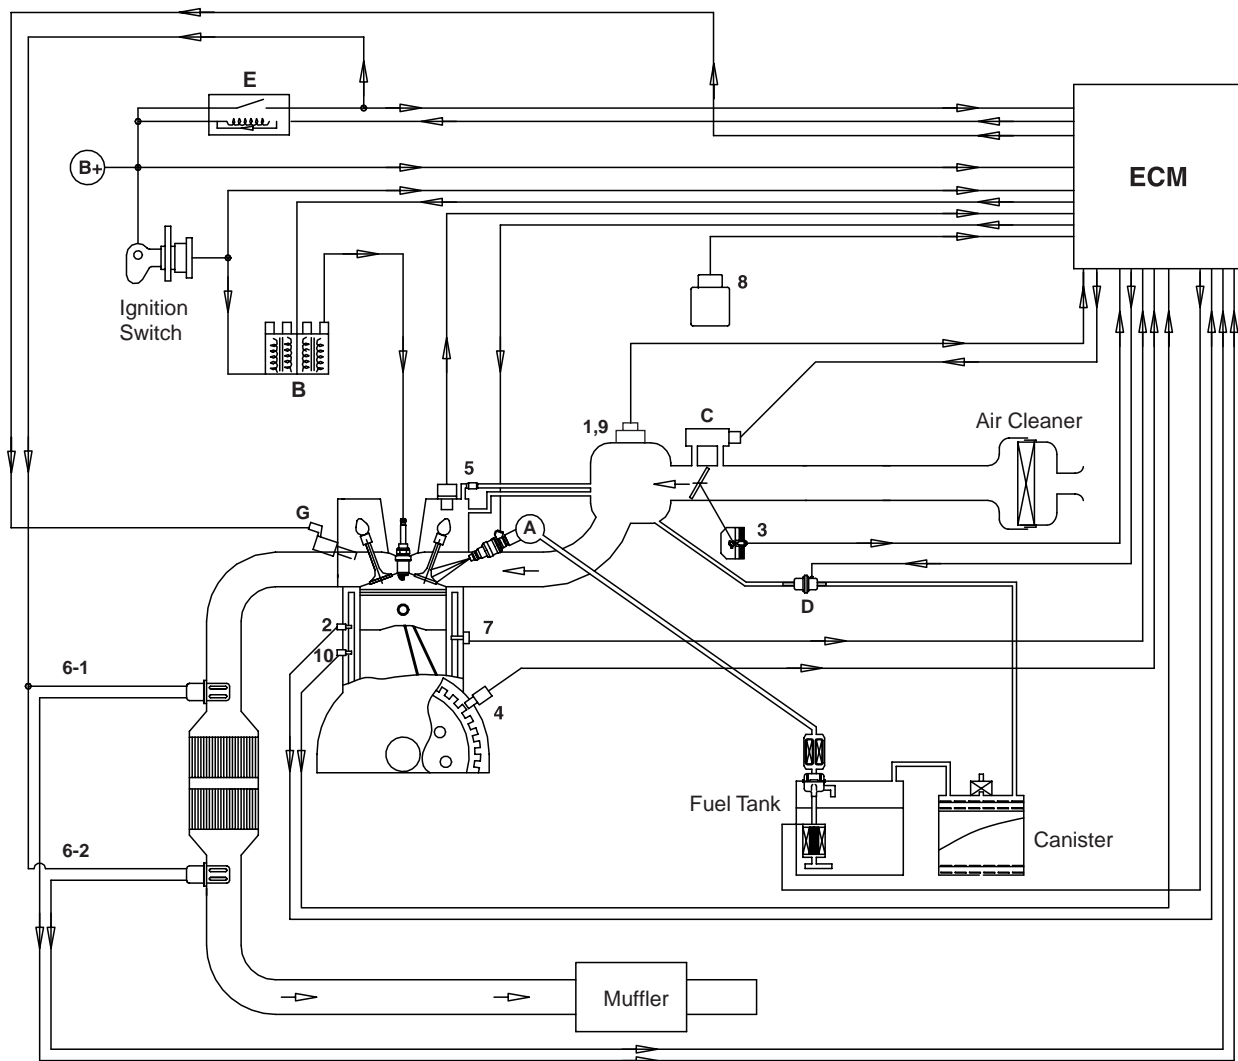 E
B+
ECM
Ignition
Switch
8
B
C
1,9
Air Cleaner
5
G
A
3
D
2
7
10
6-1
4
Fuel Tank
Canister
6-2
Muffler